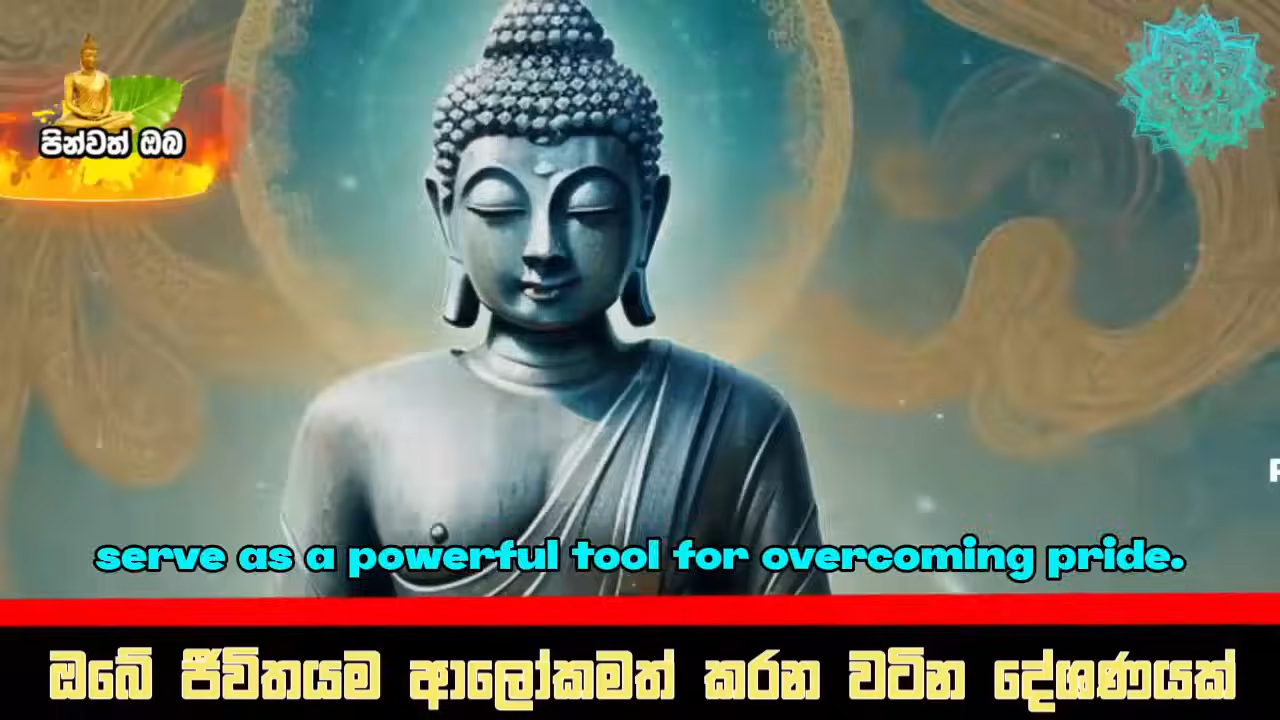 පින්වත් ඔබ
serve as a powerful tool for overcoming pride.
ඔබේ ජීවිතයම ආලෝකමත් කරන වටින දේශණයක්